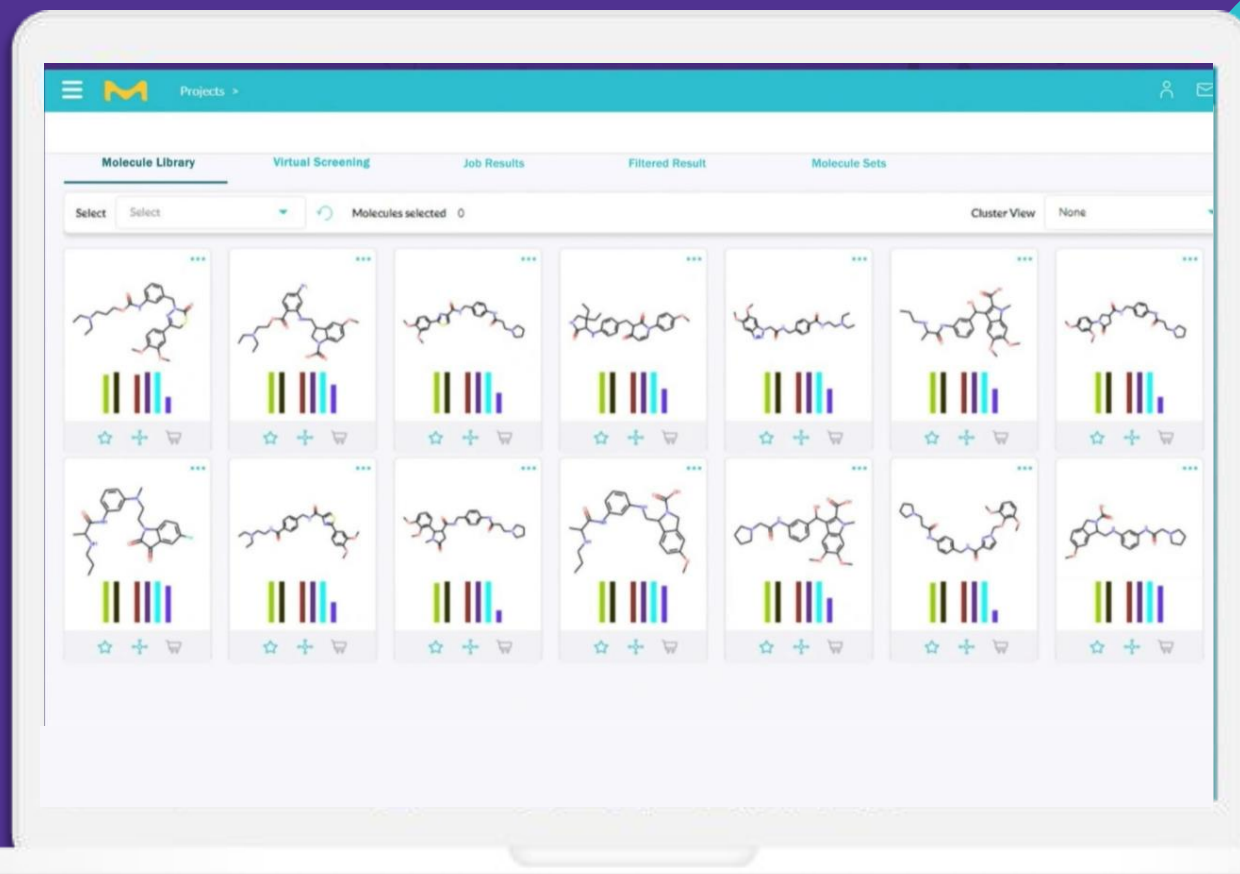 Projects >
Molecule Library Virtual Screening Job Results Filtered Result Molecule Sets
Select Select Molecules selected 0 Cluster View None